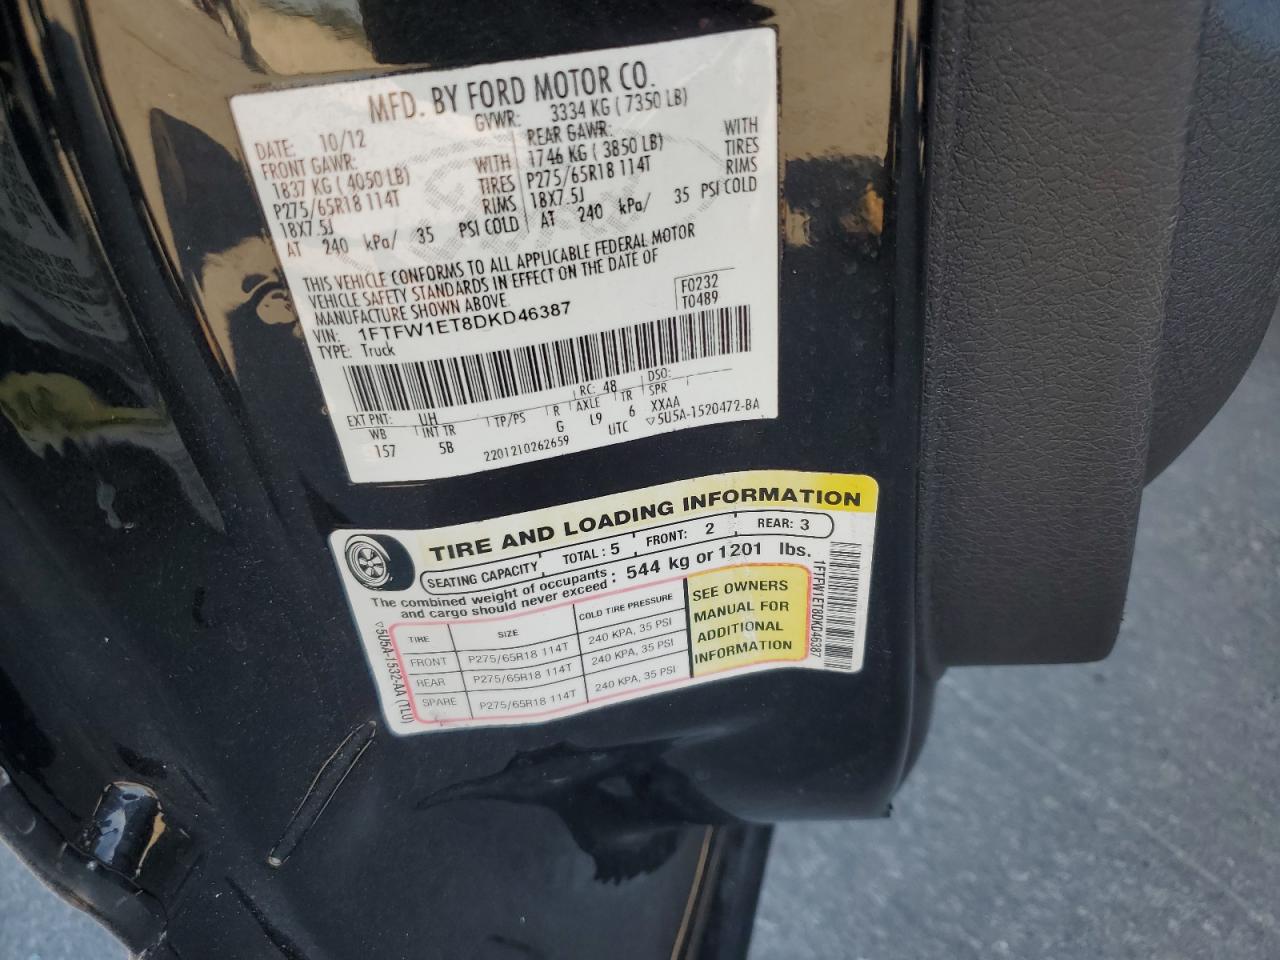 MFD. BY FORD MOTOR CO.
DATE: 10/12 GVWR: 3334 KG ( 7350 LB)
FRONT GAWR: REAR GAWR:
1837 KG ( 4050 LB) WITH 1746 KG ( 3850 LB) WITH
P275/65R18 114T TIRES P275/65R18 114T TIRES
18X7.5J RIMS 18X7.5J RIMS
AT 240 kPa/ 35 PSI COLD AT 240 kPa/ 35 PSI COLD
THIS VEHICLE CONFORMS TO ALL APPLICABLE FEDERAL MOTOR
VEHICLE SAFETY STANDARDS IN EFFECT ON THE DATE OF
MANUFACTURE SHOWN ABOVE.
VIN: 1FTFW1ET8DKD46387 F0232
TYPE: Truck T0489
EXT PNT: UH RC: 48 DSO:
WB INT TR TP/PS R AXLE TR SPR
157 5B G L9 6 XXAA
2201210262659 UTC ▽5U5A-1520472-BA
TIRE AND LOADING INFORMATION
SEATING CAPACITY TOTAL: 5 FRONT: 2 REAR: 3
The combined weight of occupants
and cargo should never exceed : 544 kg or 1201 lbs.
TIRE SIZE COLD TIRE PRESSURE
FRONT P275/65R18 114T 240 KPA, 35 PSI
REAR P275/65R18 114T 240 KPA, 35 PSI
SPARE P275/65R18 114T 240 KPA, 35 PSI
SEE OWNERS
MANUAL FOR
ADDITIONAL
INFORMATION
▽5U5A-1532-AA (TLU)
1FTFW1ET8DKD46387